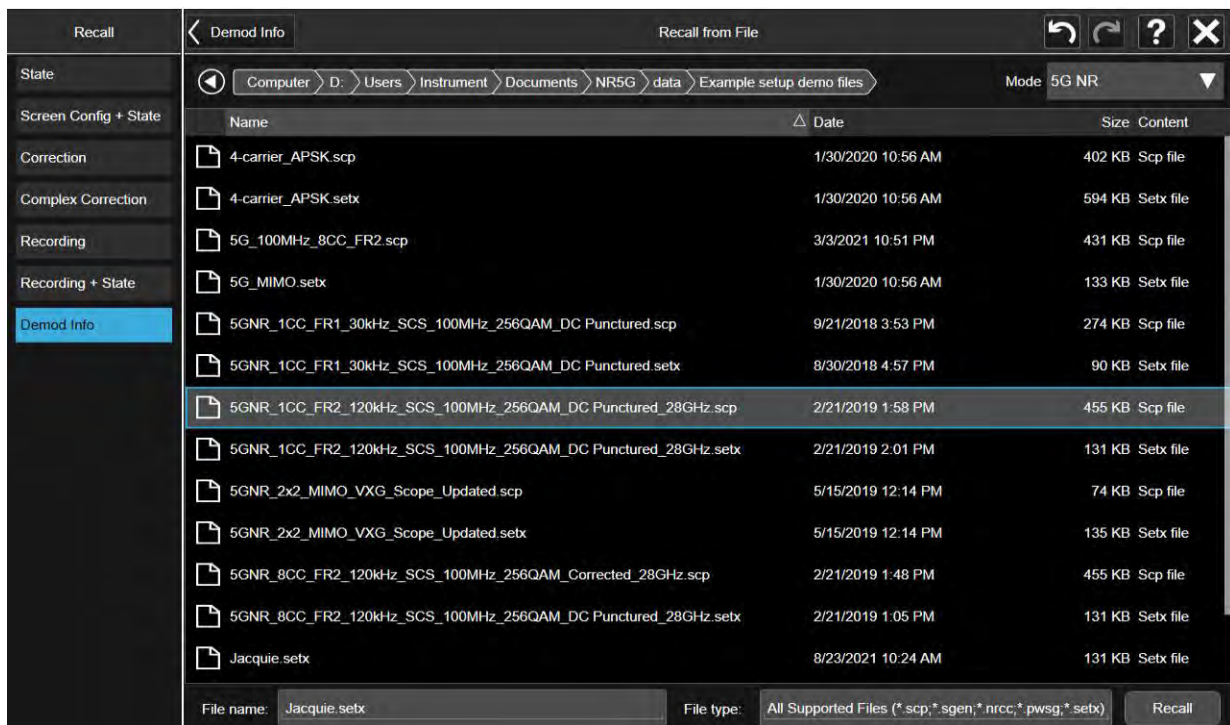 Recall
Demod Info
Recall from File
?
State
Screen Config + State
Correction
Complex Correction
Recording
Recording + State
Demod Info
Computer D: Users Instrument Documents NR5G data Example setup demo files
Mode 5G NR
Name Date Size Content
4-carrier_APSK.scp 1/30/2020 10:56 AM 402 KB Scp file
4-carrier_APSK.setx 1/30/2020 10:56 AM 594 KB Setx file
5G_100MHz_8CC_FR2.scp 3/3/2021 10:51 PM 431 KB Scp file
5G_MIMO.setx 1/30/2020 10:56 AM 133 KB Setx file
5GNR_1CC_FR1_30kHz_SCS_100MHz_256QAM_DC Punctured.scp 9/21/2018 3:53 PM 274 KB Scp file
5GNR_1CC_FR1_30kHz_SCS_100MHz_256QAM_DC Punctured.setx 8/30/2018 4:57 PM 90 KB Setx file
5GNR_1CC_FR2_120kHz_SCS_100MHz_256QAM_DC Punctured_28GHz.scp 2/21/2019 1:58 PM 455 KB Scp file
5GNR_1CC_FR2_120kHz_SCS_100MHz_256QAM_DC Punctured_28GHz.setx 2/21/2019 2:01 PM 131 KB Setx file
5GNR_2x2_MIMO_VXG_Scope_Updated.scp 5/15/2019 12:14 PM 74 KB Scp file
5GNR_2x2_MIMO_VXG_Scope_Updated.setx 5/15/2019 12:14 PM 135 KB Setx file
5GNR_8CC_FR2_120kHz_SCS_100MHz_256QAM_Corrected_28GHz.scp 2/21/2019 1:48 PM 455 KB Scp file
5GNR_8CC_FR2_120kHz_SCS_100MHz_256QAM_DC Punctured_28GHz.setx 2/21/2019 1:05 PM 131 KB Setx file
Jacquie.setx 8/23/2021 10:24 AM 131 KB Setx file
File name: Jacquie.setx File type: All Supported Files (*.scp;*.sgen;*.nrcc;*.pwsg;*.setx) Recall